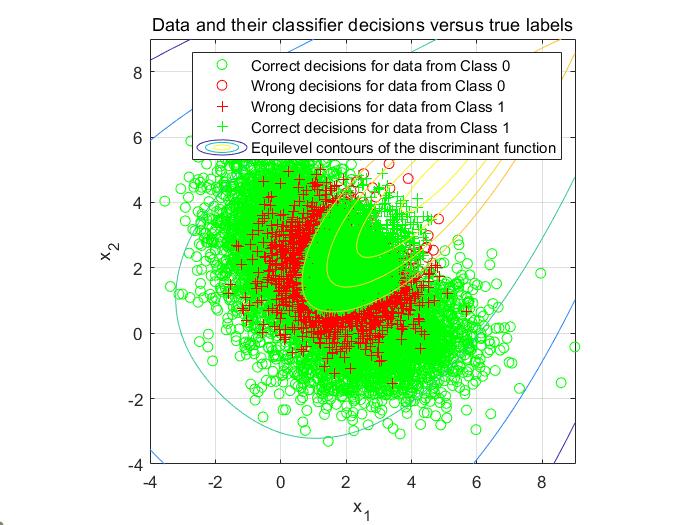 Data and their classifier decisions versus true labels
Correct decisions for data from Class 0
Wrong decisions for data from Class 0
Wrong decisions for data from Class 1
Correct decisions for data from Class 1
Equilevel contours of the discriminant function
8
6
4
2
0
-2
-4
x2
-4 -2 0 2 4 6 8
x1